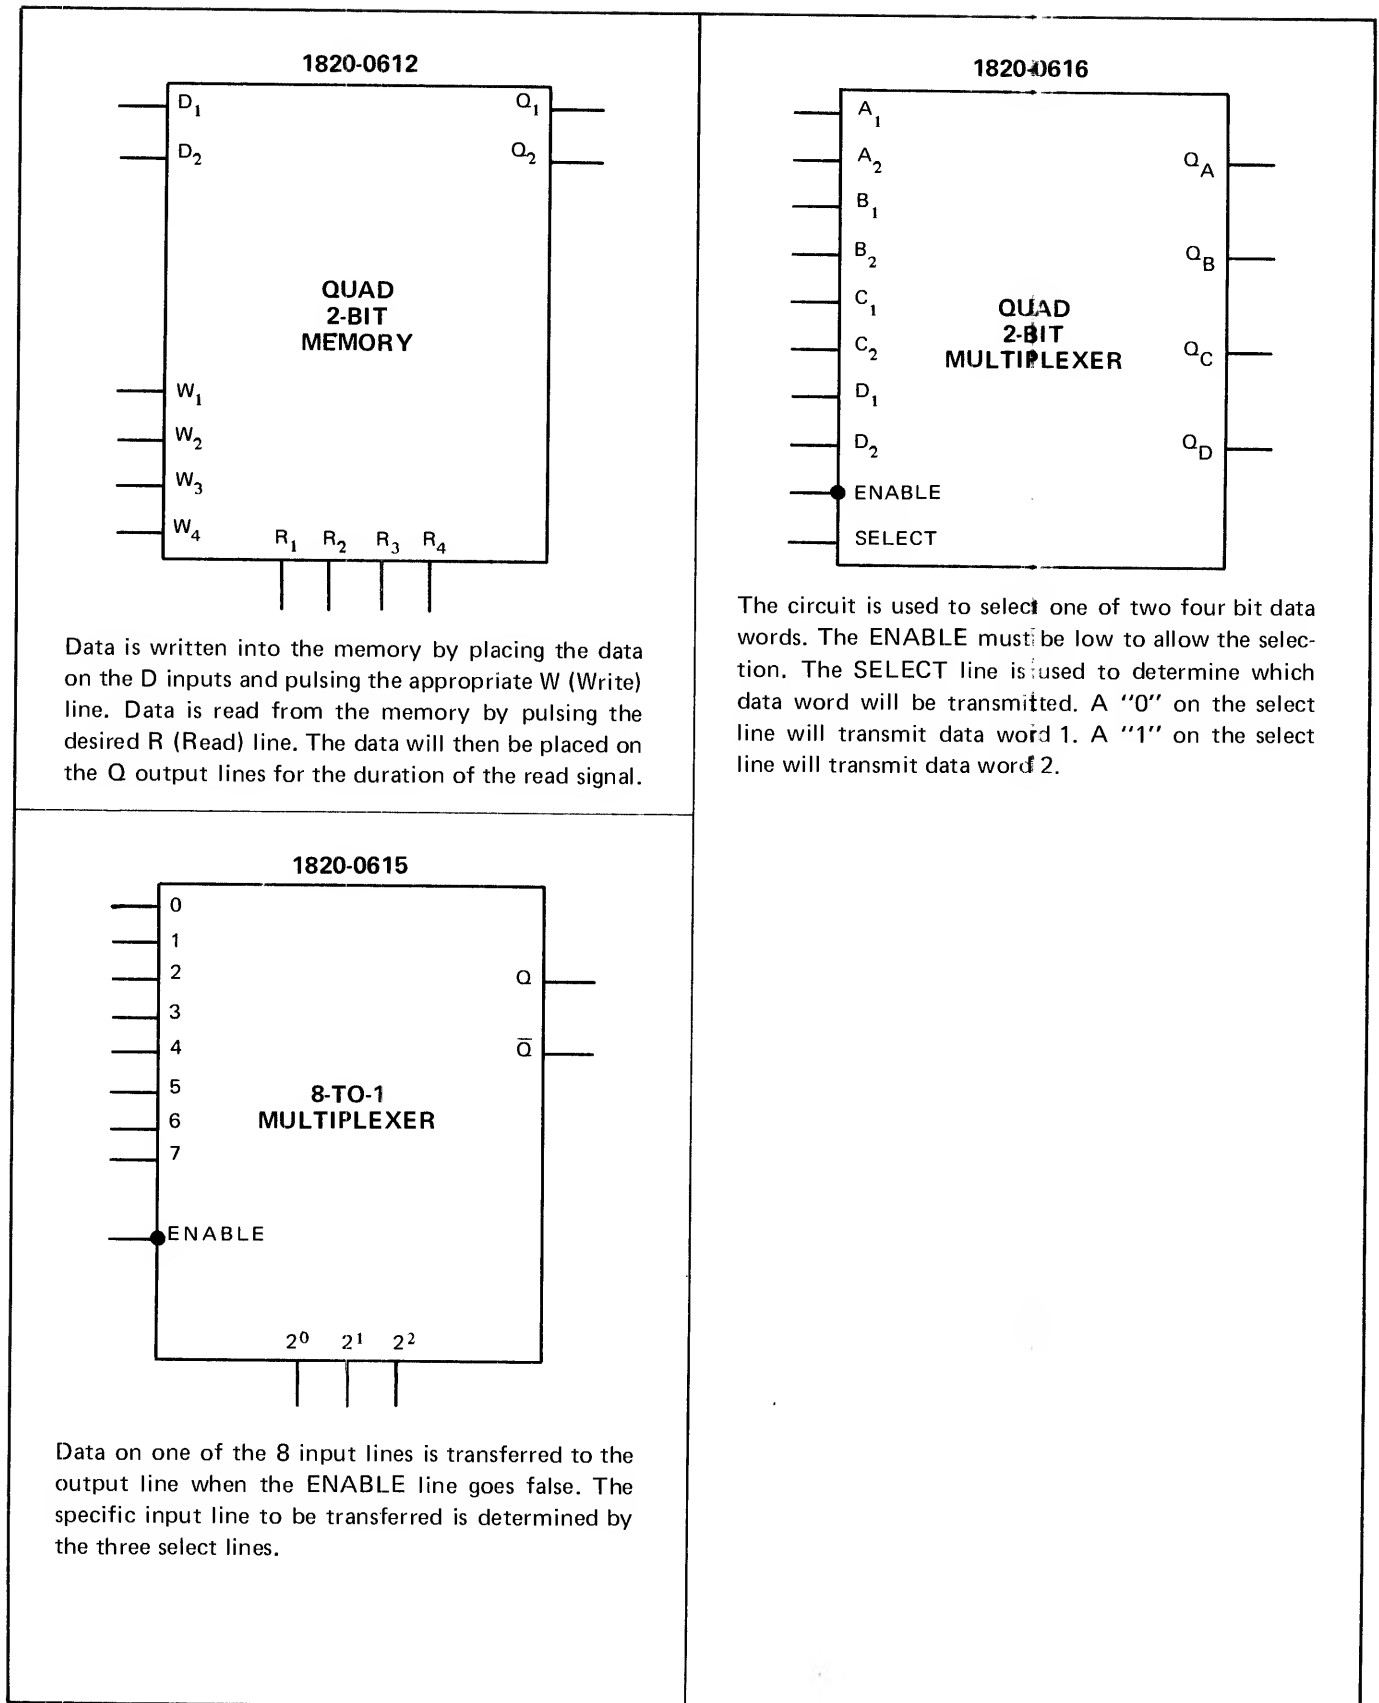 1820-0612
D₁ Q₁
D₂ Q₂
QUAD
2-BIT
MEMORY
W₁
W₂
W₃
W₄
R₁ R₂ R₃ R₄
Data is written into the memory by placing the data
on the D inputs and pulsing the appropriate W (Write)
line. Data is read from the memory by pulsing the
desired R (Read) line. The data will then be placed on
the Q output lines for the duration of the read signal.
1820-0615
0
1
2
3
4
5
6
7
Q
Q̅
8-TO-1
MULTIPLEXER
ENABLE
2⁰ 2¹ 2²
Data on one of the 8 input lines is transferred to the
output line when the ENABLE line goes false. The
specific input line to be transferred is determined by
the three select lines.
1820-0616
A₁
A₂
B₁
B₂
C₁
C₂
D₁
D₂
ENABLE
SELECT
QUAD
2-BIT
MULTIPLEXER
Q_A
Q_B
Q_C
Q_D
The circuit is used to select one of two four bit data
words. The ENABLE must be low to allow the selec-
tion. The SELECT line is used to determine which
data word will be transmitted. A "0" on the select
line will transmit data word 1. A "1" on the select
line will transmit data word 2.